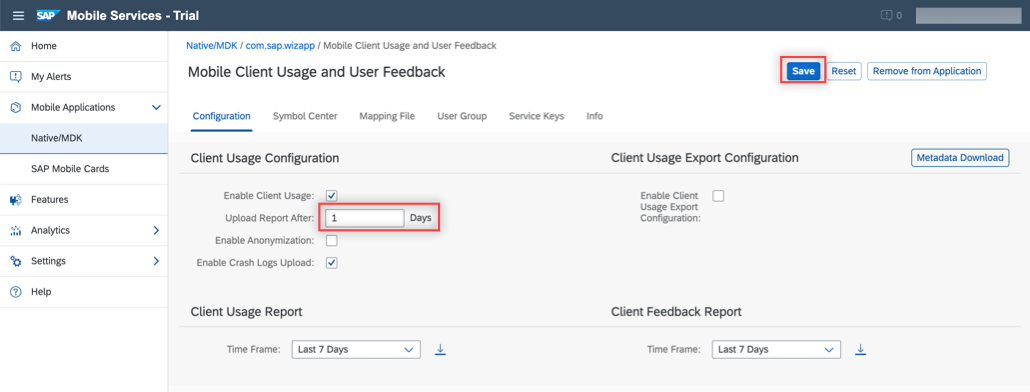 SAP Mobile Services - Trial
0
Home
Native/MDK / com.sap.wizapp / Mobile Client Usage and User Feedback
My Alerts
Mobile Client Usage and User Feedback
Save Reset Remove from Application
Mobile Applications
Configuration Symbol Center Mapping File User Group Service Keys Info
Native/MDK
SAP Mobile Cards
Client Usage Configuration
Client Usage Export Configuration
Metadata Download
Features
Enable Client Usage:
Enable Client
Usage Export
Configuration:
Upload Report After: 1 Days
Analytics
Enable Anonymization:
Settings
Enable Crash Logs Upload:
Help
Client Usage Report
Client Feedback Report
Time Frame: Last 7 Days
Time Frame: Last 7 Days